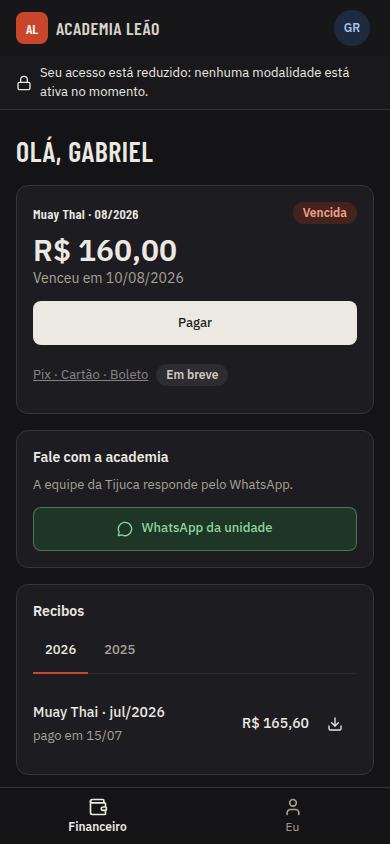 AL ACADEMIA LEÃO GR
Seu acesso está reduzido: nenhuma modalidade está
ativa no momento.
OLÁ, GABRIEL
Muay Thai · 08/2026 Vencida
R$ 160,00
Venceu em 10/08/2026
Pagar
Pix · Cartão · Boleto Em breve
Fale com a academia
A equipe da Tijuca responde pelo WhatsApp.
WhatsApp da unidade
Recibos
2026 2025
Muay Thai · jul/2026 R$ 165,60
pago em 15/07
Financeiro Eu